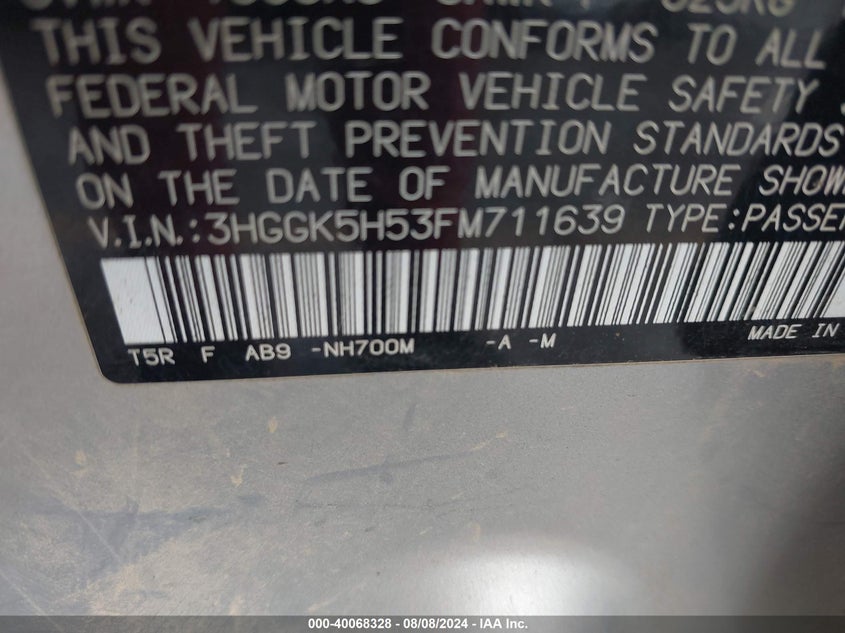 THIS VEHICLE CONFORMS TO ALL
FEDERAL MOTOR VEHICLE SAFETY
AND THEFT PREVENTION STANDARDS
ON THE DATE OF MANUFACTURE SHOW
V.I.N.:3HGGK5H53FM711639 TYPE:PASSE
T5R F AB9 -NH700M -A -M MADE IN
000-40068328 - 08/08/2024 - IAA Inc.